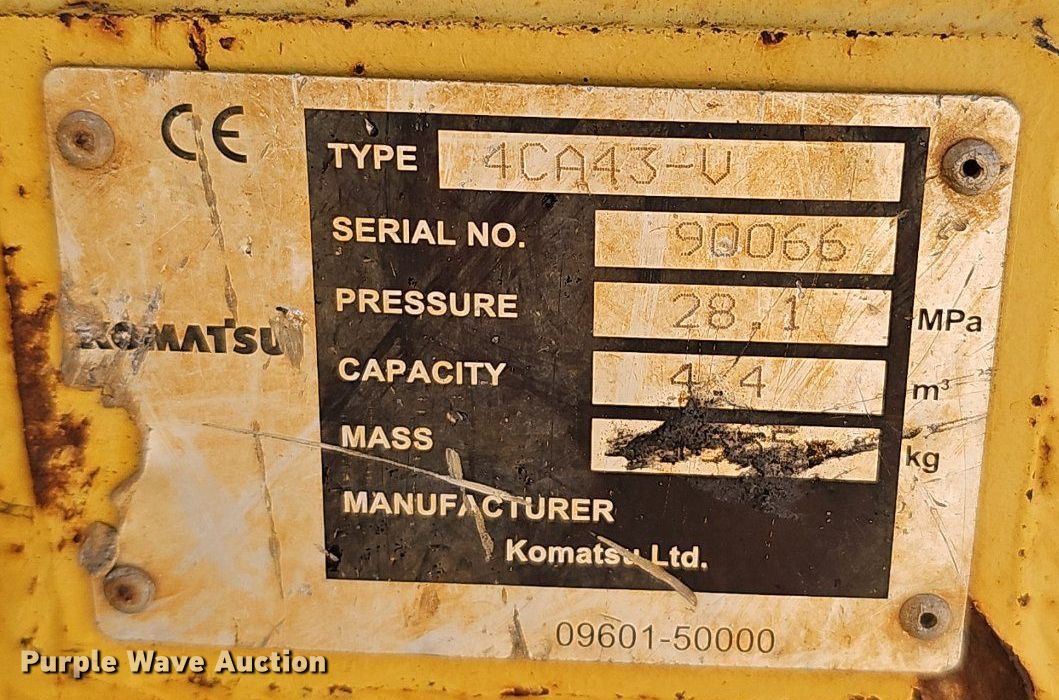 CE
TYPE 4CA43-V
SERIAL NO. 90066
PRESSURE 28.1 MPa
KOMATSU
CAPACITY 4.4 m³
MASS kg
MANUFACTURER
Komatsu Ltd.
09601-50000
Purple Wave Auction